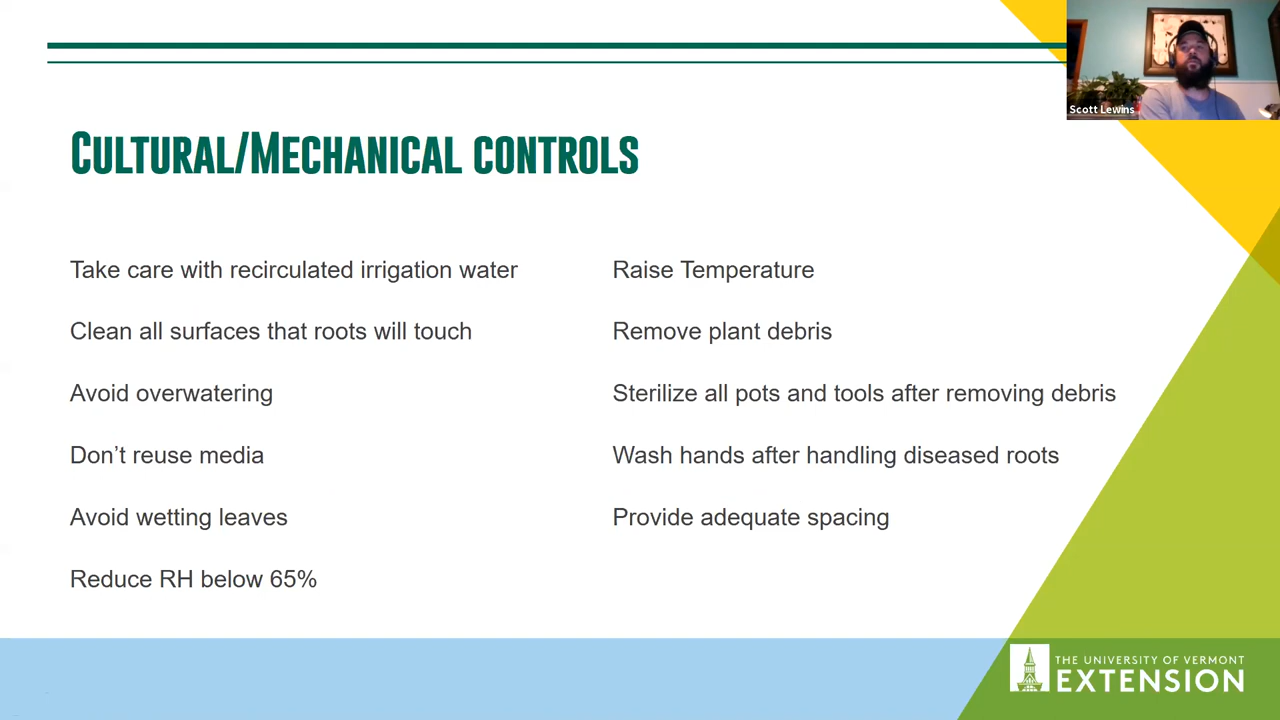 Scott Lewins
CULTURAL/MECHANICAL CONTROLS
Take care with recirculated irrigation water
Clean all surfaces that roots will touch
Avoid overwatering
Don’t reuse media
Avoid wetting leaves
Reduce RH below 65%
Raise Temperature
Remove plant debris
Sterilize all pots and tools after removing debris
Wash hands after handling diseased roots
Provide adequate spacing
THE UNIVERSITY OF VERMONT
EXTENSION